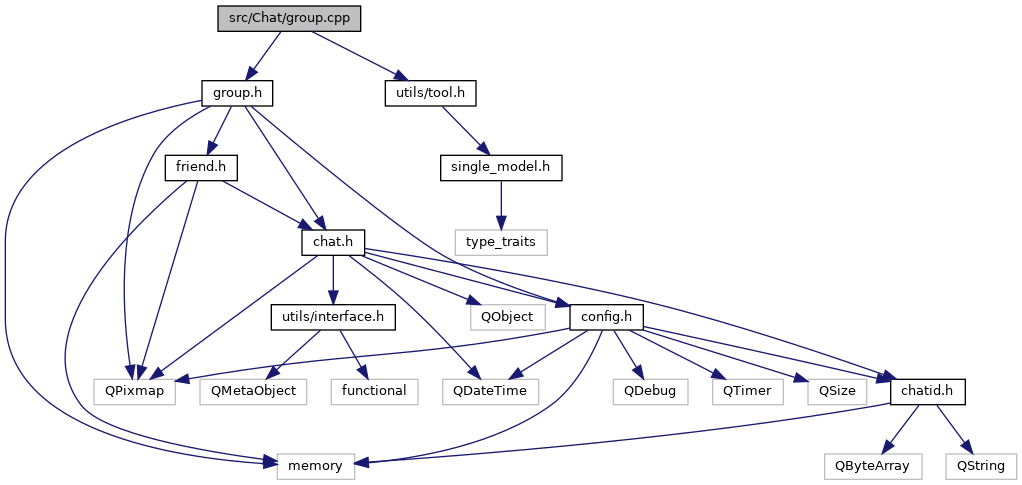 src/Chat/group.cpp
group.h
utils/tool.h
friend.h
single_model.h
chat.h
type_traits
utils/interface.h
QObject
config.h
QPixmap
QMetaObject
functional
QDateTime
QDebug
QTimer
QSize
chatid.h
memory
QByteArray
QString